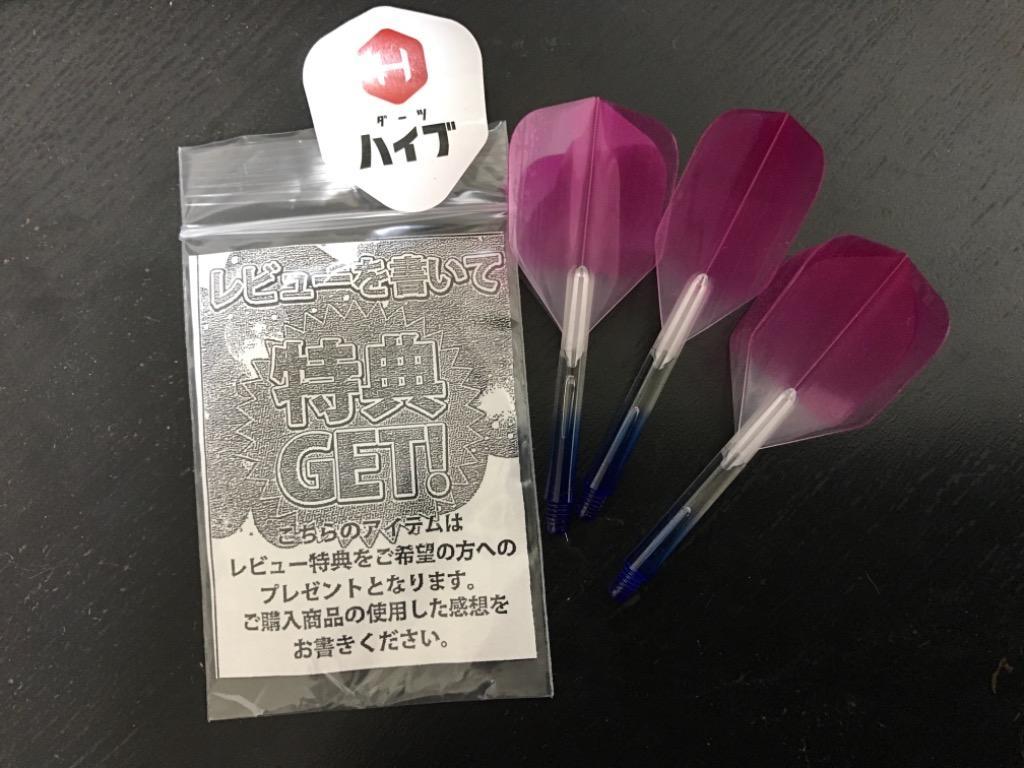 H
ダーツ
ハイブ
レビューを書いて
特典
GET!
こちらのアイテムは
レビュー特典をご希望の方への
プレゼントとなります。
ご購入商品の使用した感想を
お書きください。